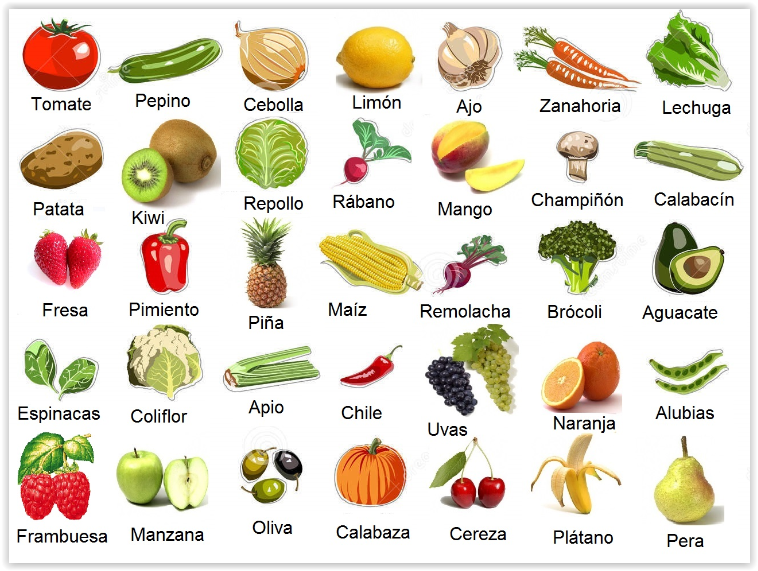 Tomate Pepino Cebolla Limón Ajo Zanahoria Lechuga
Patata Kiwi Repollo Rábano Mango Champiñón Calabacín
Fresa Pimiento Piña Maíz Remolacha Brócoli Aguacate
Espinacas Coliflor Apio Chile Uvas Naranja Alubias
Frambuesa Manzana Oliva Calabaza Cereza Plátano Pera